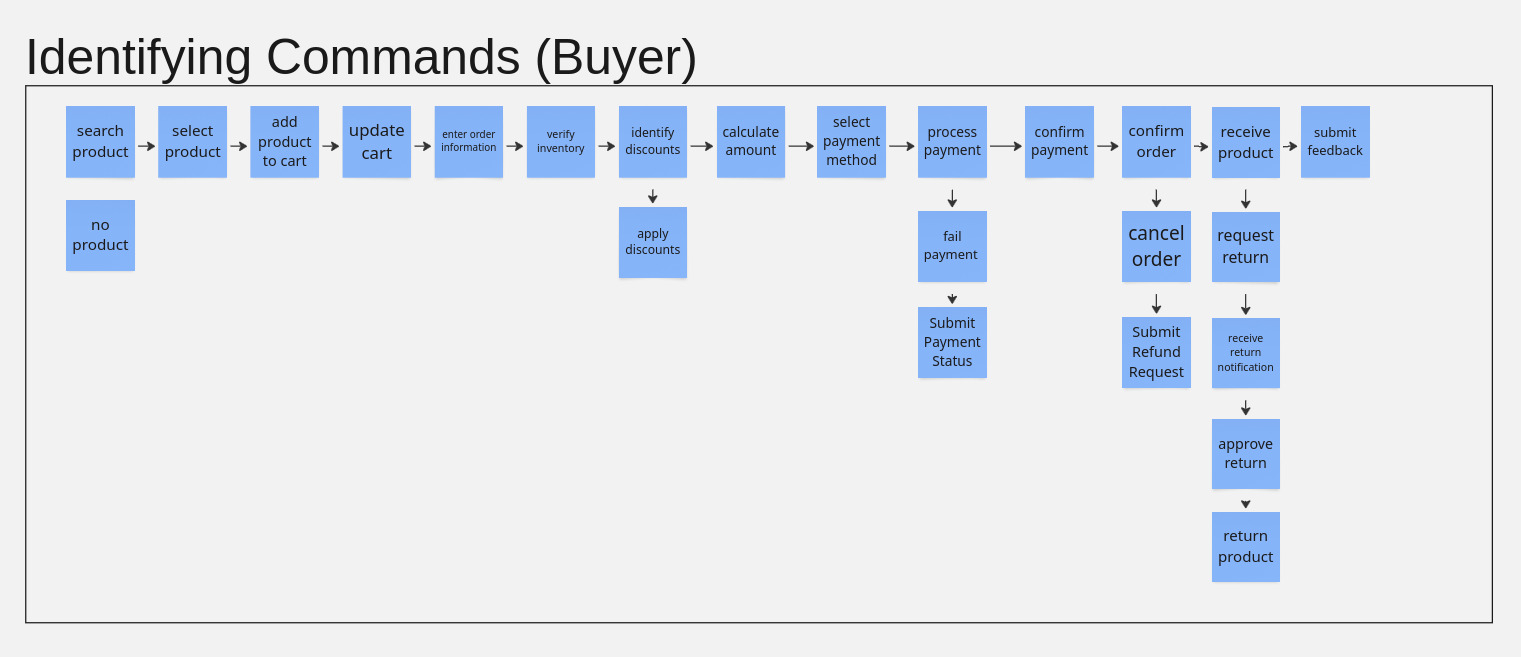 Identifying Commands (Buyer)
search
product
select
product
add
product
to cart
update
cart
enter order
information
verify
inventory
identify
discounts
calculate
amount
select
payment
method
process
payment
confirm
payment
confirm
order
receive
product
submit
feedback
no
product
apply
discounts
fail
payment
cancel
order
request
return
Submit
Payment
Status
Submit
Refund
Request
receive
return
notification
approve
return
return
product